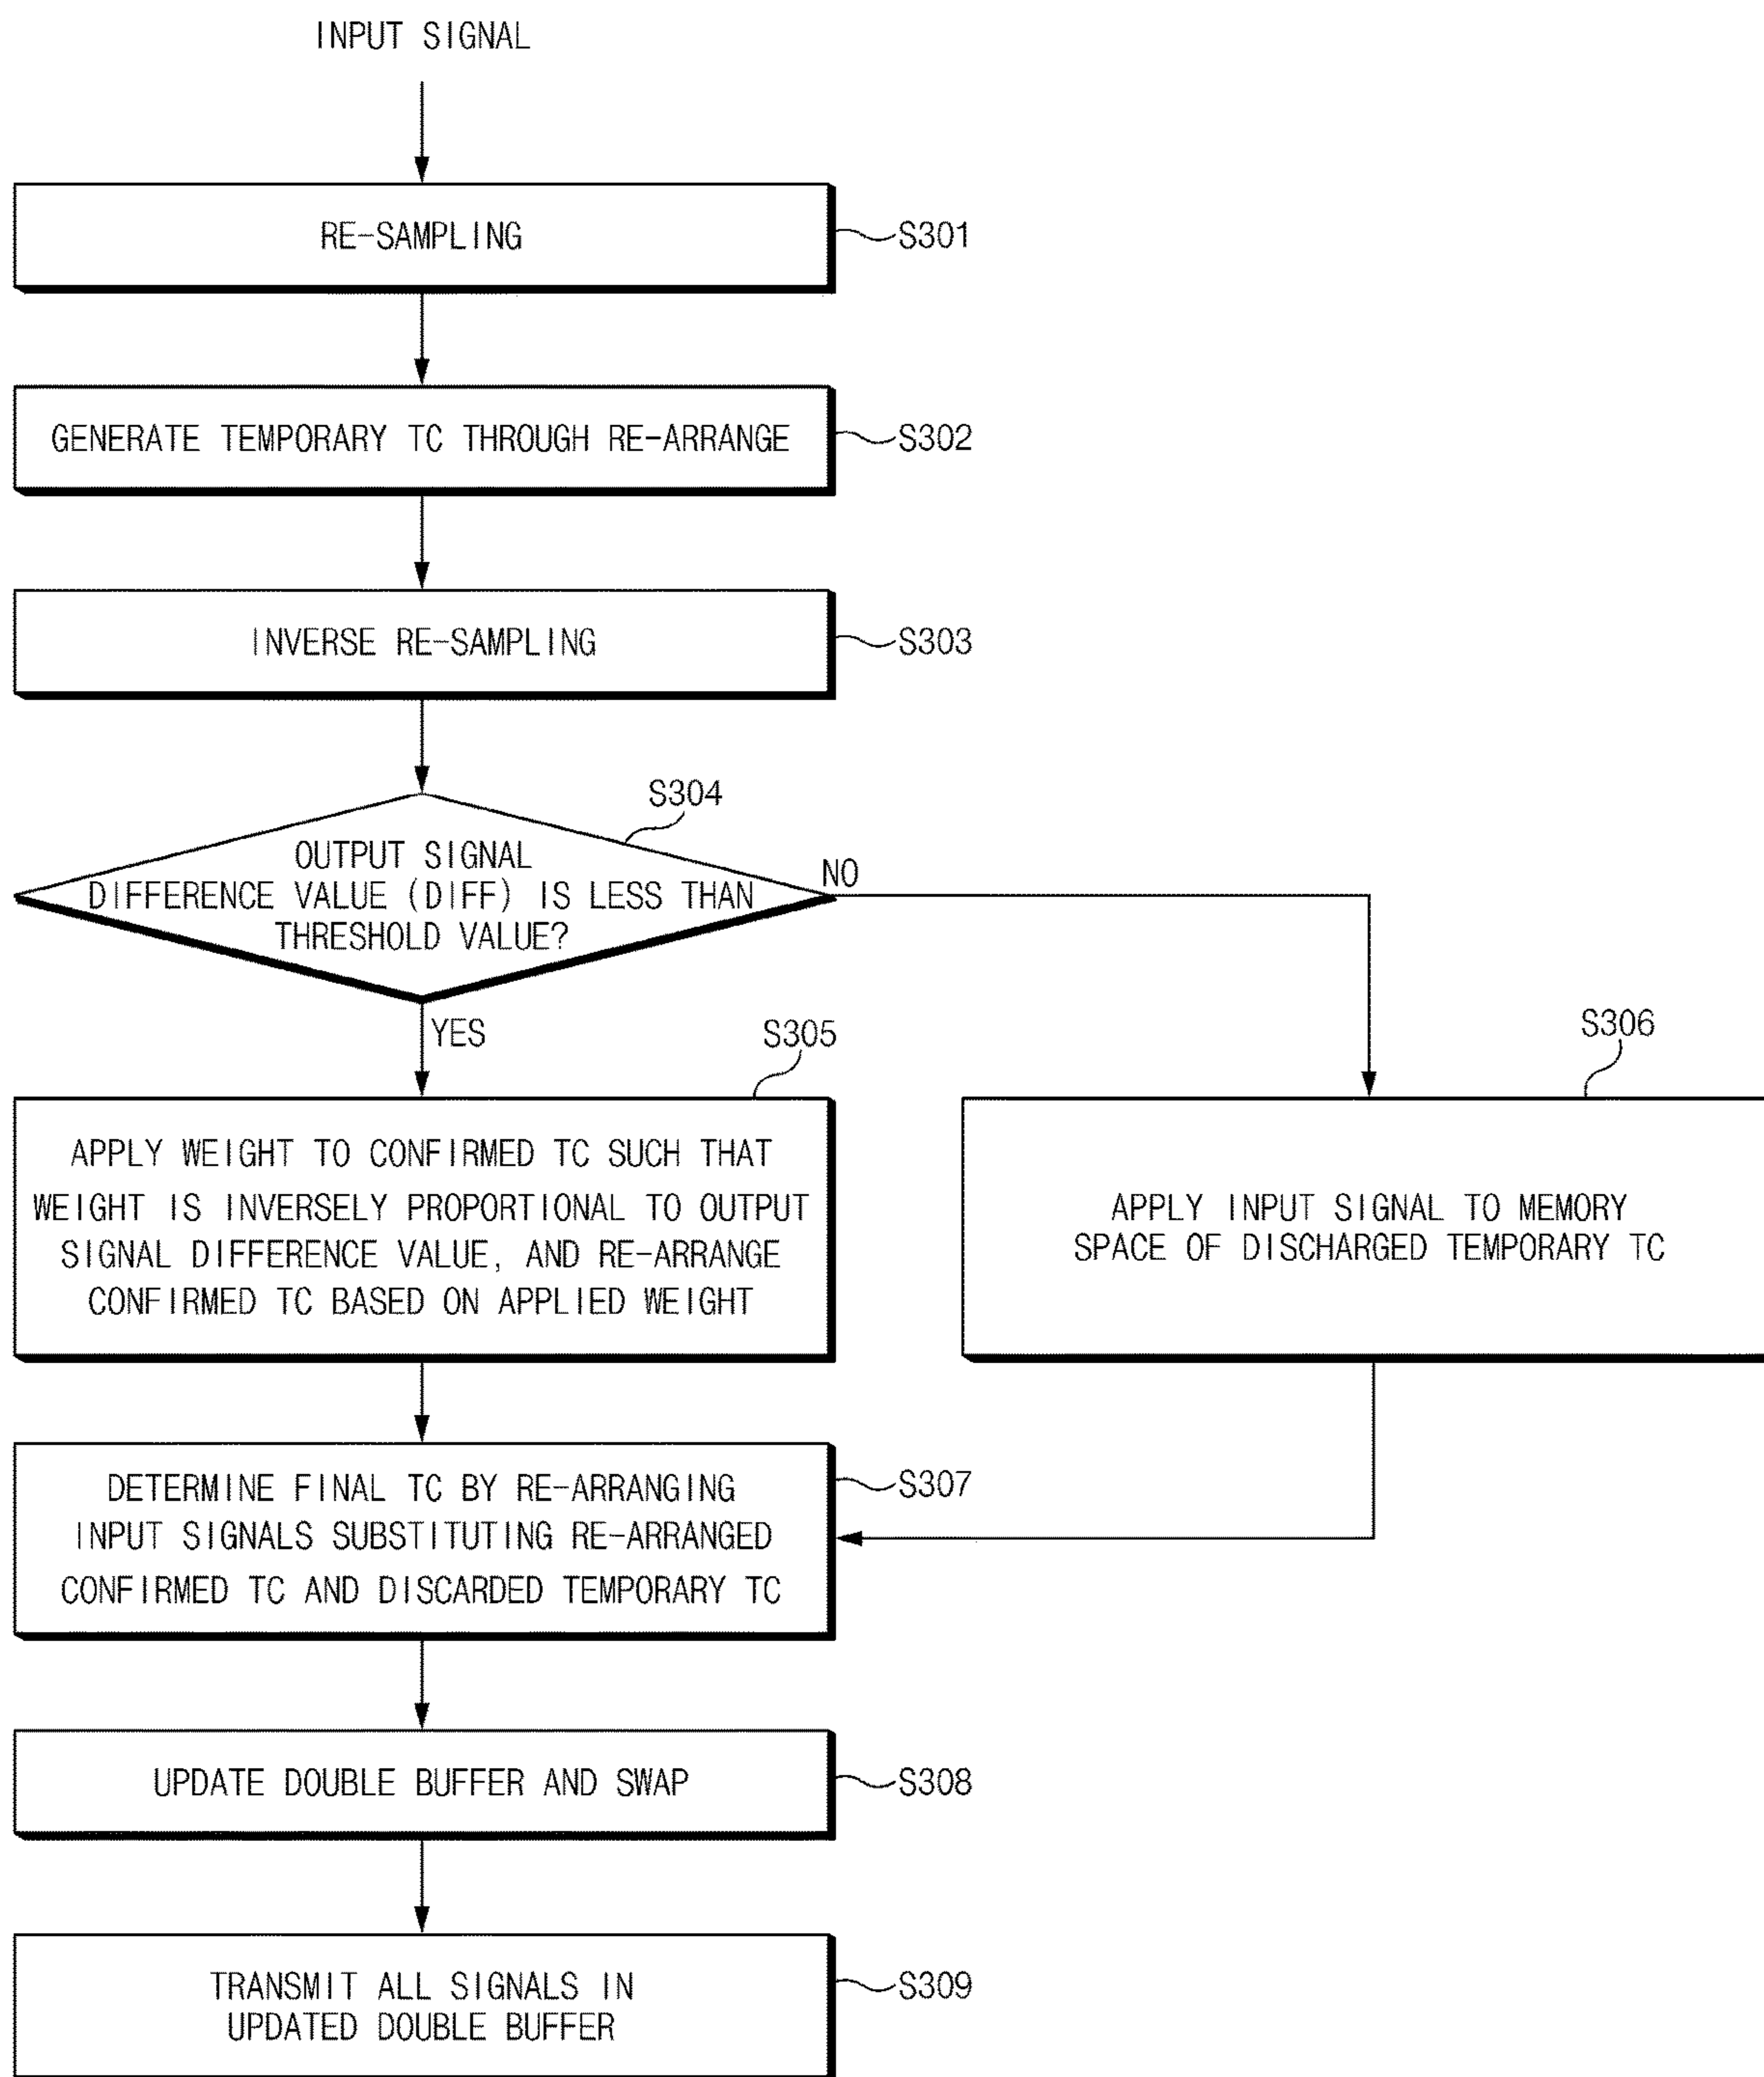 INPUT SIGNAL
RE-SAMPLING
S301
GENERATE TEMPORARY TC THROUGH RE-ARRANGE
S302
INVERSE RE-SAMPLING
S303
S304
OUTPUT SIGNAL
DIFFERENCE VALUE (DIFF) IS LESS THAN
THRESHOLD VALUE?
NO
YES
S305
APPLY WEIGHT TO CONFIRMED TC SUCH THAT
WEIGHT IS INVERSELY PROPORTIONAL TO OUTPUT
SIGNAL DIFFERENCE VALUE, AND RE-ARRANGE
CONFIRMED TC BASED ON APPLIED WEIGHT
S306
APPLY INPUT SIGNAL TO MEMORY
SPACE OF DISCHARGED TEMPORARY TC
DETERMINE FINAL TC BY RE-ARRANGING
INPUT SIGNALS SUBSTITUTING RE-ARRANGED
CONFIRMED TC AND DISCARDED TEMPORARY TC
S307
UPDATE DOUBLE BUFFER AND SWAP
S308
TRANSMIT ALL SIGNALS IN
UPDATED DOUBLE BUFFER
S309